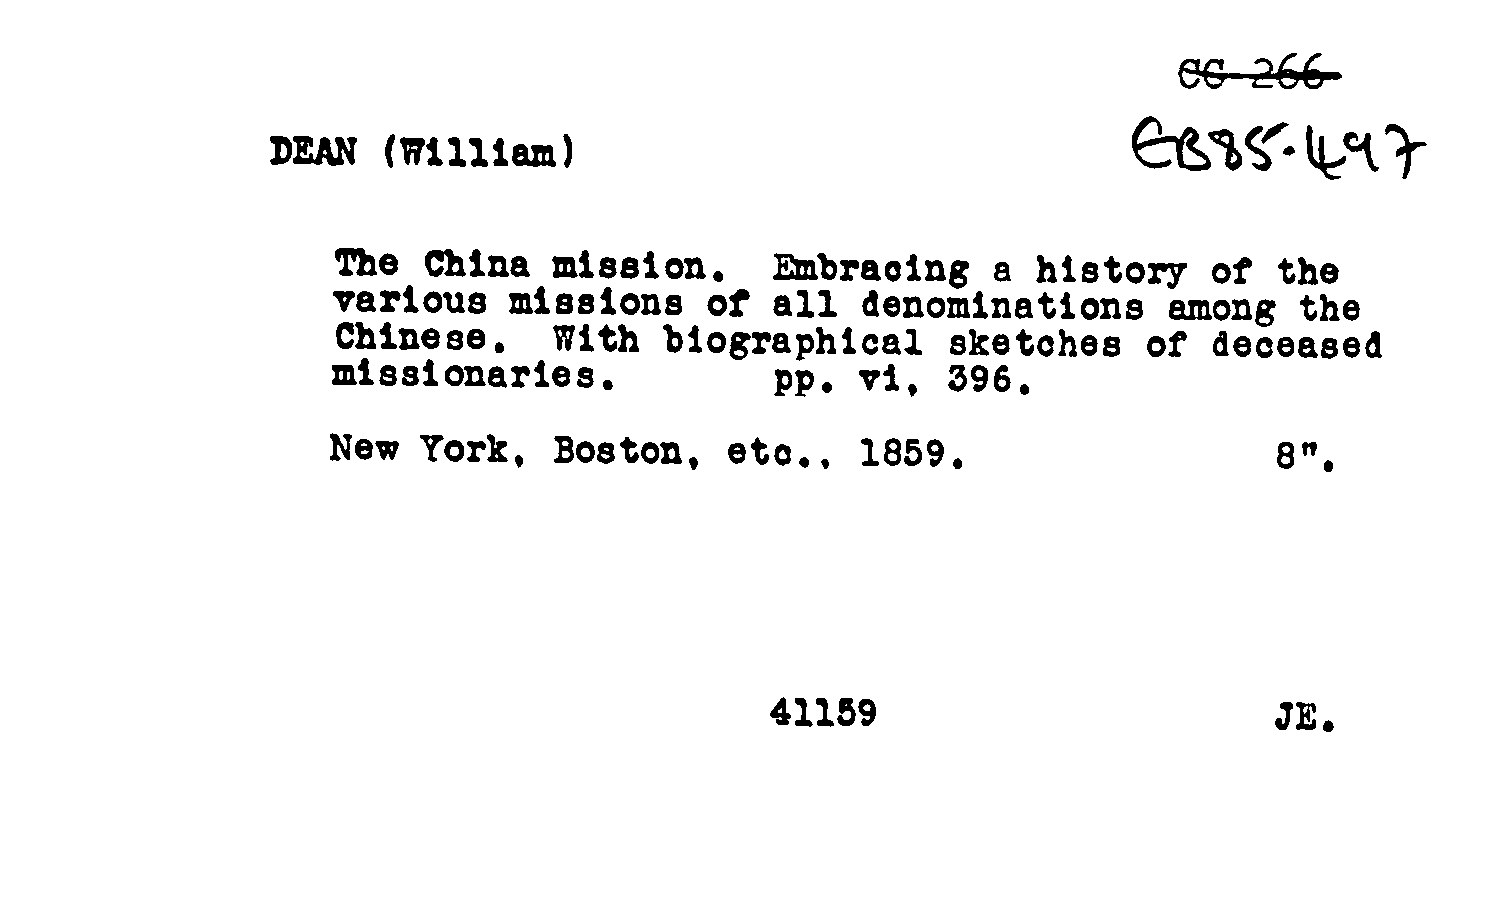 CC 266
DEAN (William)
EB85.497
The China mission. Embracing a history of the
various missions of all denominations among the
Chinese. With biographical sketches of deceased
missionaries. pp. vi, 396.
New York, Boston, etc., 1859. 8".
41159 JE.